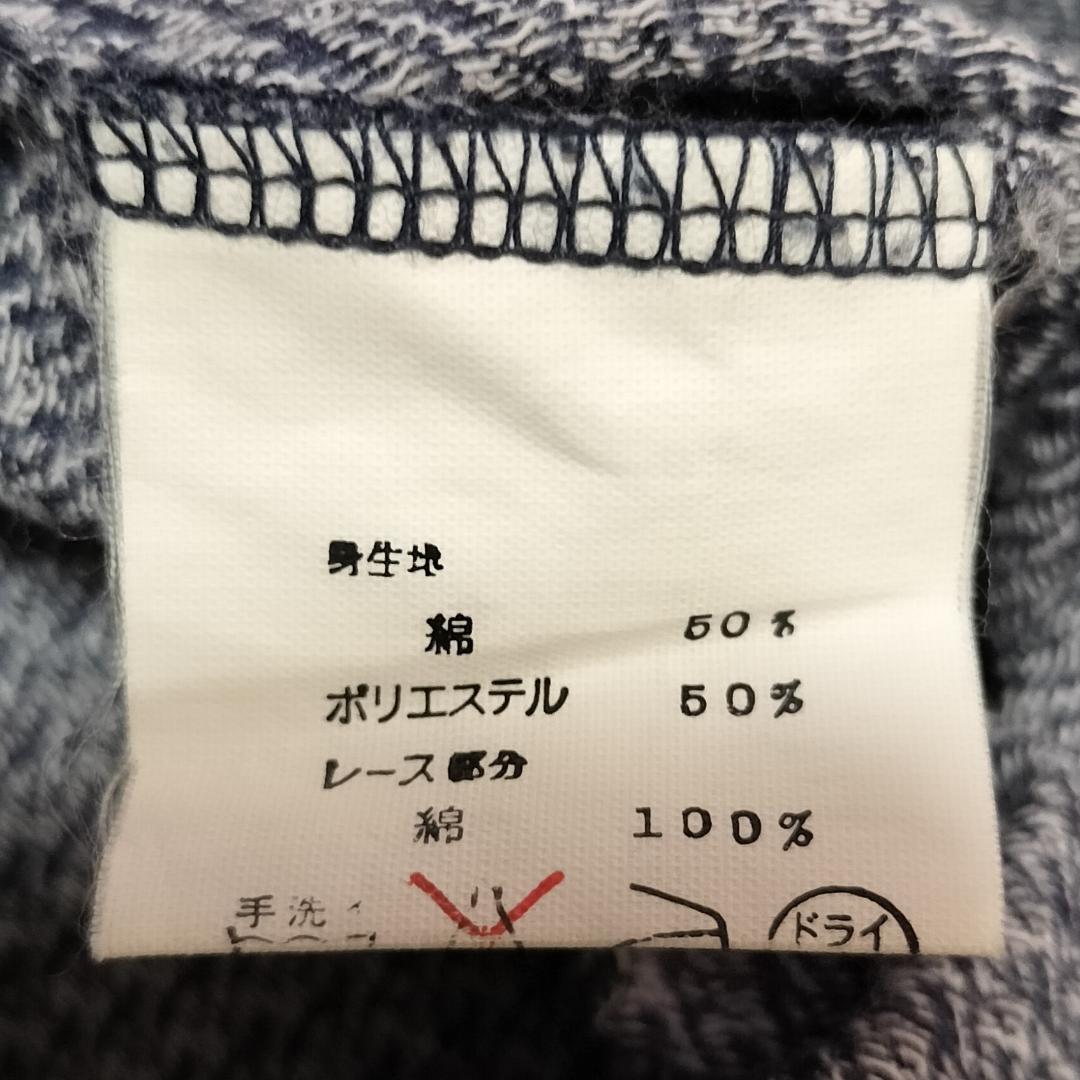 身生地
綿 50%
ポリエステル 50%
レース部分
綿 100%
手洗イ
ドライ